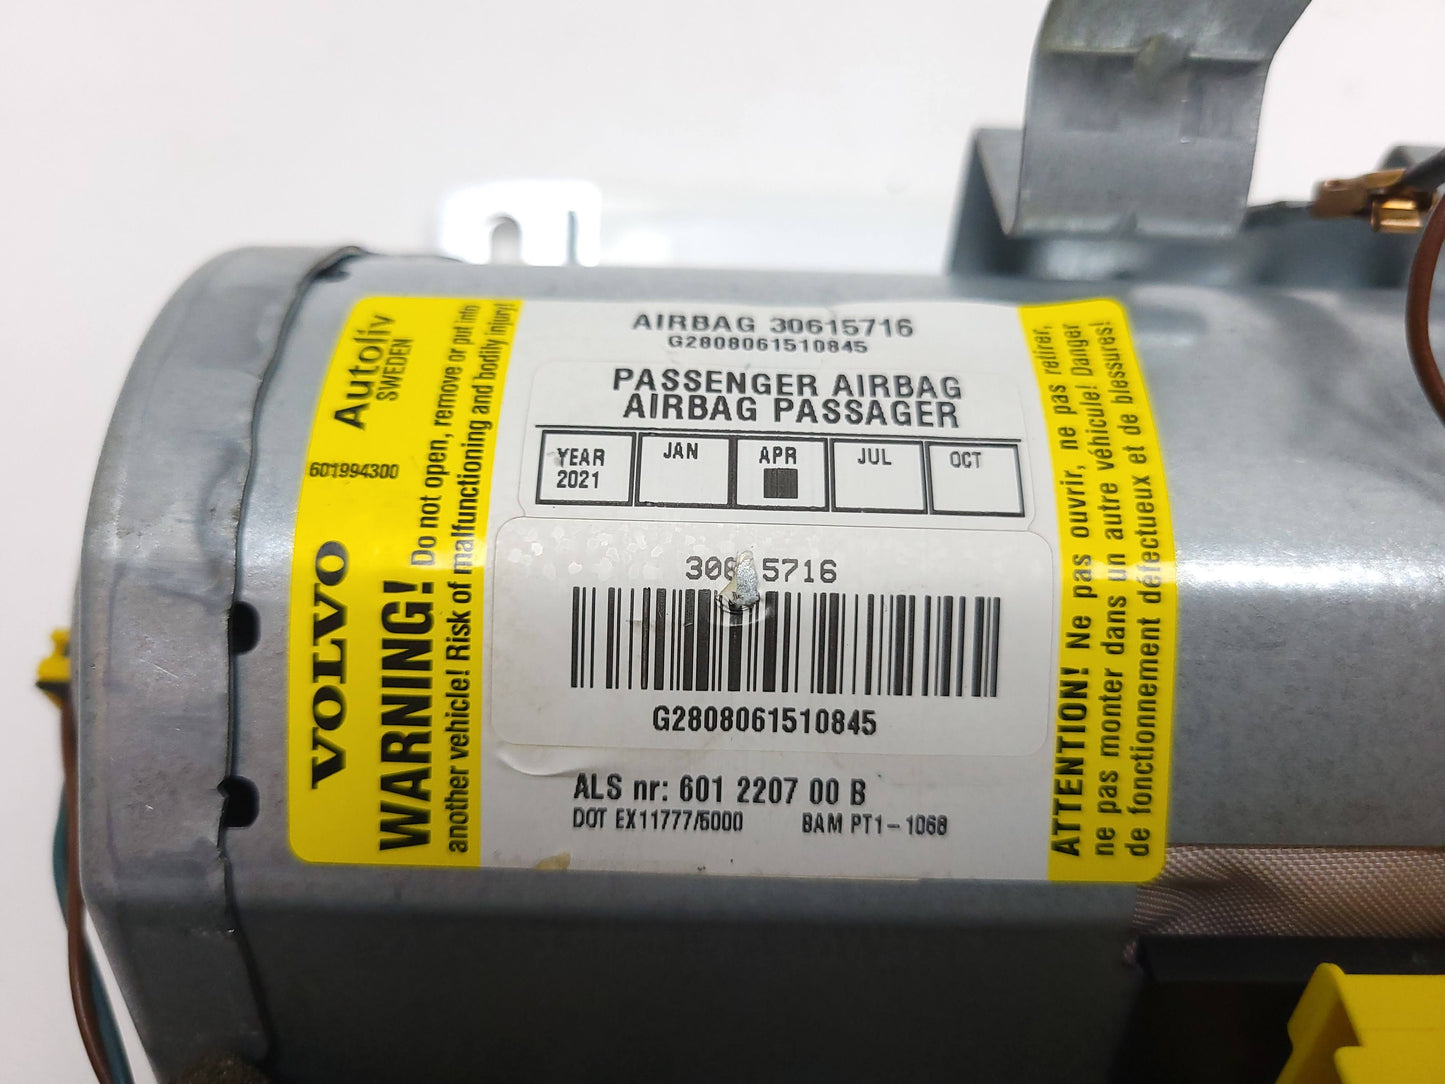 Autoliv
SWEDEN
601994300
VOLVO
WARNING! Do not open, remove or put into
another vehicle! Risk of malfunctioning and bodily injury!
AIRBAG 30615716
G2808061510845
PASSENGER AIRBAG
AIRBAG PASSAGER
YEAR JAN APR JUL OCT
2021
306 5716
G2808061510845
ALS nr: 601 2207 00 B
DOT EX11777/5000 BAM PT1-1068
ATTENTION! Ne pas ouvrir, ne pas retirer,
ne pas monter dans un autre véhicule! Danger
de fonctionnement défectueux et de blessures!